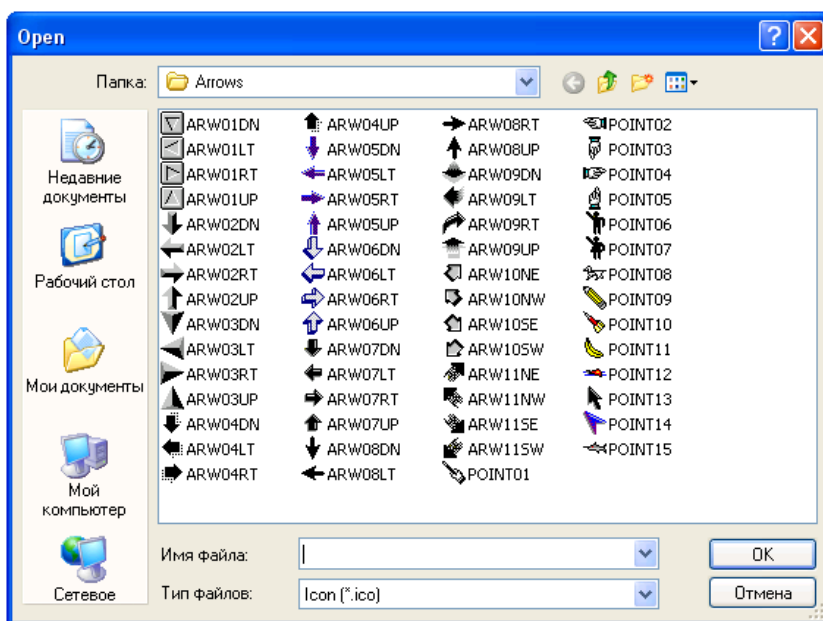 Open
Папка: Arrows
ARW01DN
ARW01LT
ARW01RT
ARW01UP
ARW02DN
ARW02LT
ARW02RT
ARW02UP
ARW03DN
ARW03LT
ARW03RT
ARW03UP
ARW04DN
ARW04LT
ARW04RT
ARW04UP
ARW05DN
ARW05LT
ARW05RT
ARW05UP
ARW06DN
ARW06LT
ARW06RT
ARW06UP
ARW07DN
ARW07LT
ARW07RT
ARW07UP
ARW08DN
ARW08LT
ARW08RT
ARW08UP
ARW09DN
ARW09LT
ARW09RT
ARW09UP
ARW10NE
ARW10NW
ARW10SE
ARW10SW
ARW11NE
ARW11NW
ARW11SE
ARW11SW
POINT01
POINT02
POINT03
POINT04
POINT05
POINT06
POINT07
POINT08
POINT09
POINT10
POINT11
POINT12
POINT13
POINT14
POINT15
Недавние
документы
Рабочий стол
Мои документы
Мой
компьютер
Сетевое
Имя файла:
OK
Тип файлов: Icon (*.ico)
Отмена